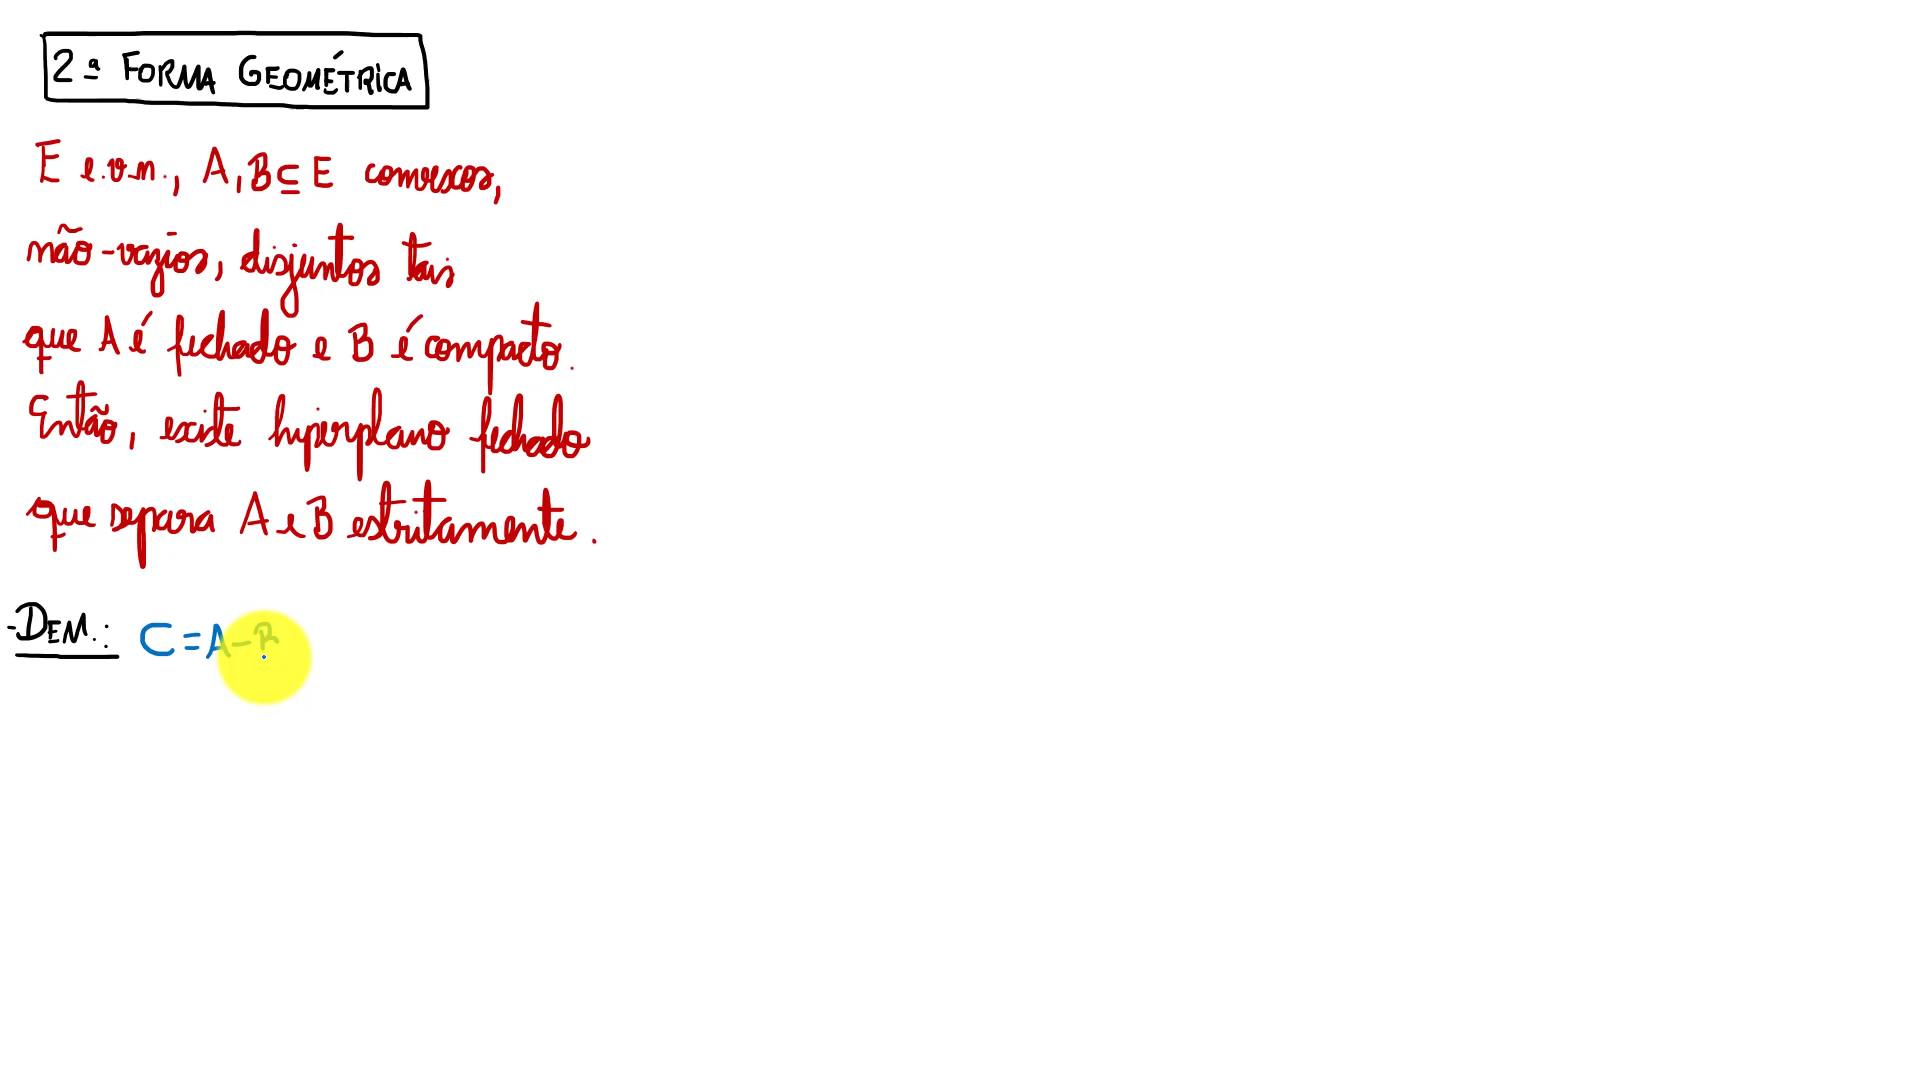 2ª FORMA GEOMÉTRICA
E e.v.n., A, B ⊆ E convexos,
não-vazios, disjuntos tais
que A é fechado e B é compacto.
Então, existe hiperplano fechado
que separa A e B estritamente.
- DEM.: C = A - B